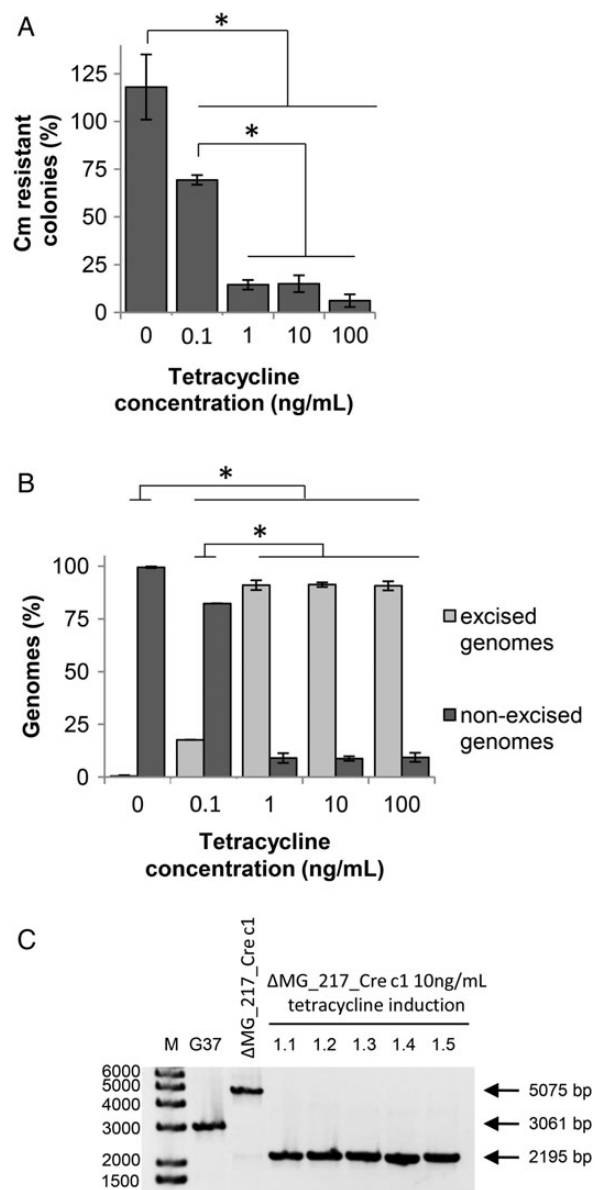 A
*
*
Cm resistant
colonies (%)
125
100
75
50
25
0
0 0.1 1 10 100
Tetracycline
concentration (ng/mL)
B
*
*
Genomes (%)
100
75
50
25
0
0 0.1 1 10 100
Tetracycline
concentration (ng/mL)
excised
genomes
non-excised
genomes
C
M G37 ΔMG_217_Cre c1
ΔMG_217_Cre c1 10ng/mL
tetracycline induction
1.1 1.2 1.3 1.4 1.5
6000
5000
4000
3000
2000
1500
5075 bp
3061 bp
2195 bp